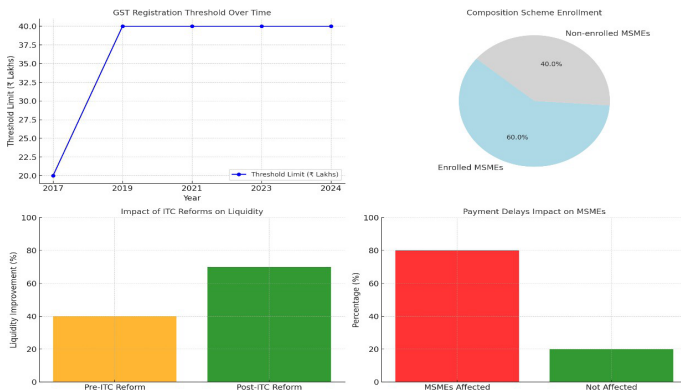 GST Registration Threshold Over Time
Threshold Limit (₹ Lakhs)
40.0
37.5
35.0
32.5
30.0
27.5
25.0
22.5
20.0
Threshold Limit (₹ Lakhs)
2017 2019 2021 2023 2024
Year
Composition Scheme Enrollment
Non-enrolled MSMEs
40.0%
60.0%
Enrolled MSMEs
Impact of ITC Reforms on Liquidity
Liquidity Improvement (%)
100
80
60
40
20
0
Pre-ITC Reform Post-ITC Reform
Payment Delays Impact on MSMEs
Percentage (%)
100
80
60
40
20
0
MSMEs Affected Not Affected